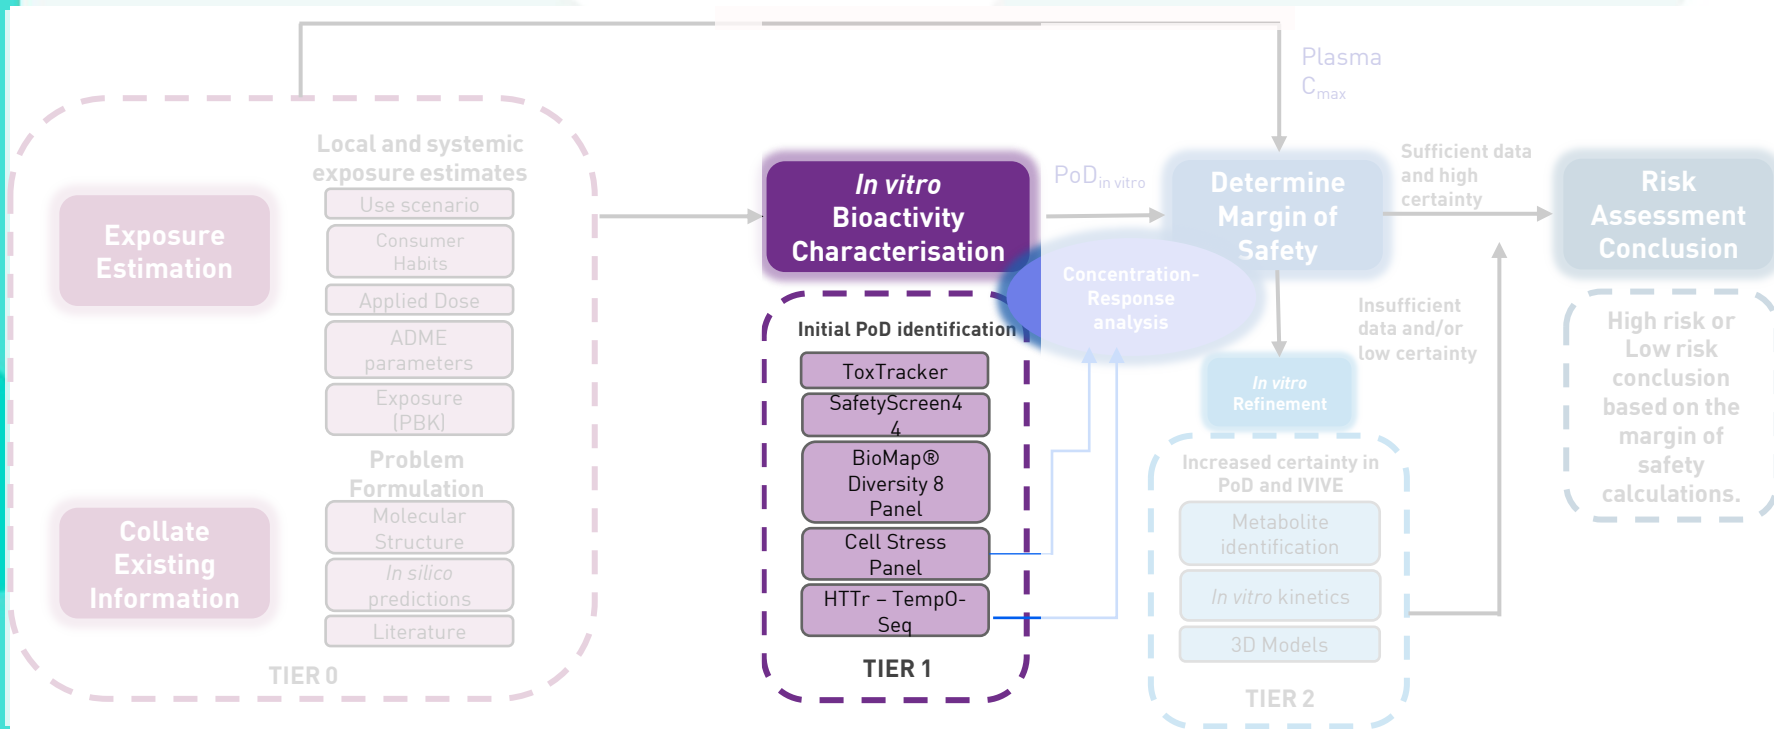 Plasma
Cmax
Local and systemic
exposure estimates
Use scenario
Consumer
Habits
Applied Dose
ADME
parameters
Exposure
(PBK)
Exposure
Estimation
Problem
Formulation
Molecular
Structure
In silico
predictions
Literature
Collate
Existing
Information
TIER 0
In vitro
Bioactivity
Characterisation
Initial PoD identification
ToxTracker
SafetyScreen4
4
BioMap®
Diversity 8
Panel
Cell Stress
Panel
HTTr – TempO-
Seq
TIER 1
PoDin vitro
Concentration-
Response
analysis
Determine
Margin of
Safety
Sufficient data
and high
certainty
Insufficient
data and/or
low certainty
In vitro
Refinement
Increased certainty in
PoD and IVIVE
Metabolite
identification
In vitro kinetics
3D Models
TIER 2
Risk
Assessment
Conclusion
High risk or
Low risk
conclusion
based on the
margin of
safety
calculations.